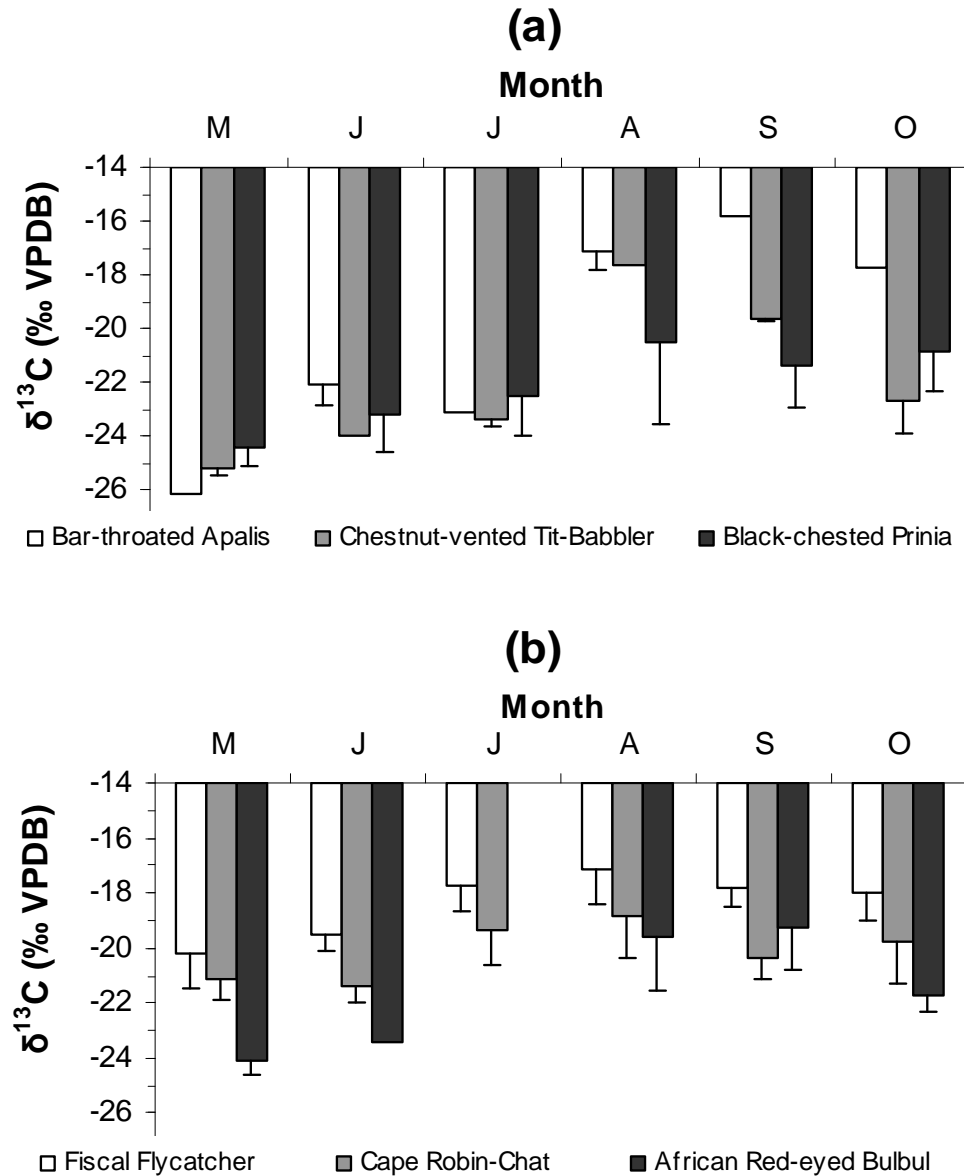 (a)
Month
M J J A S O
-14
-16
-18
-20
-22
-24
-26
δ¹³C (‰ VPDB)
Bar-throated Apalis Chestnut-vented Tit-Babbler Black-chested Prinia
(b)
Month
M J J A S O
-14
-16
-18
-20
-22
-24
-26
δ¹³C (‰ VPDB)
Fiscal Flycatcher Cape Robin-Chat African Red-eyed Bulbul